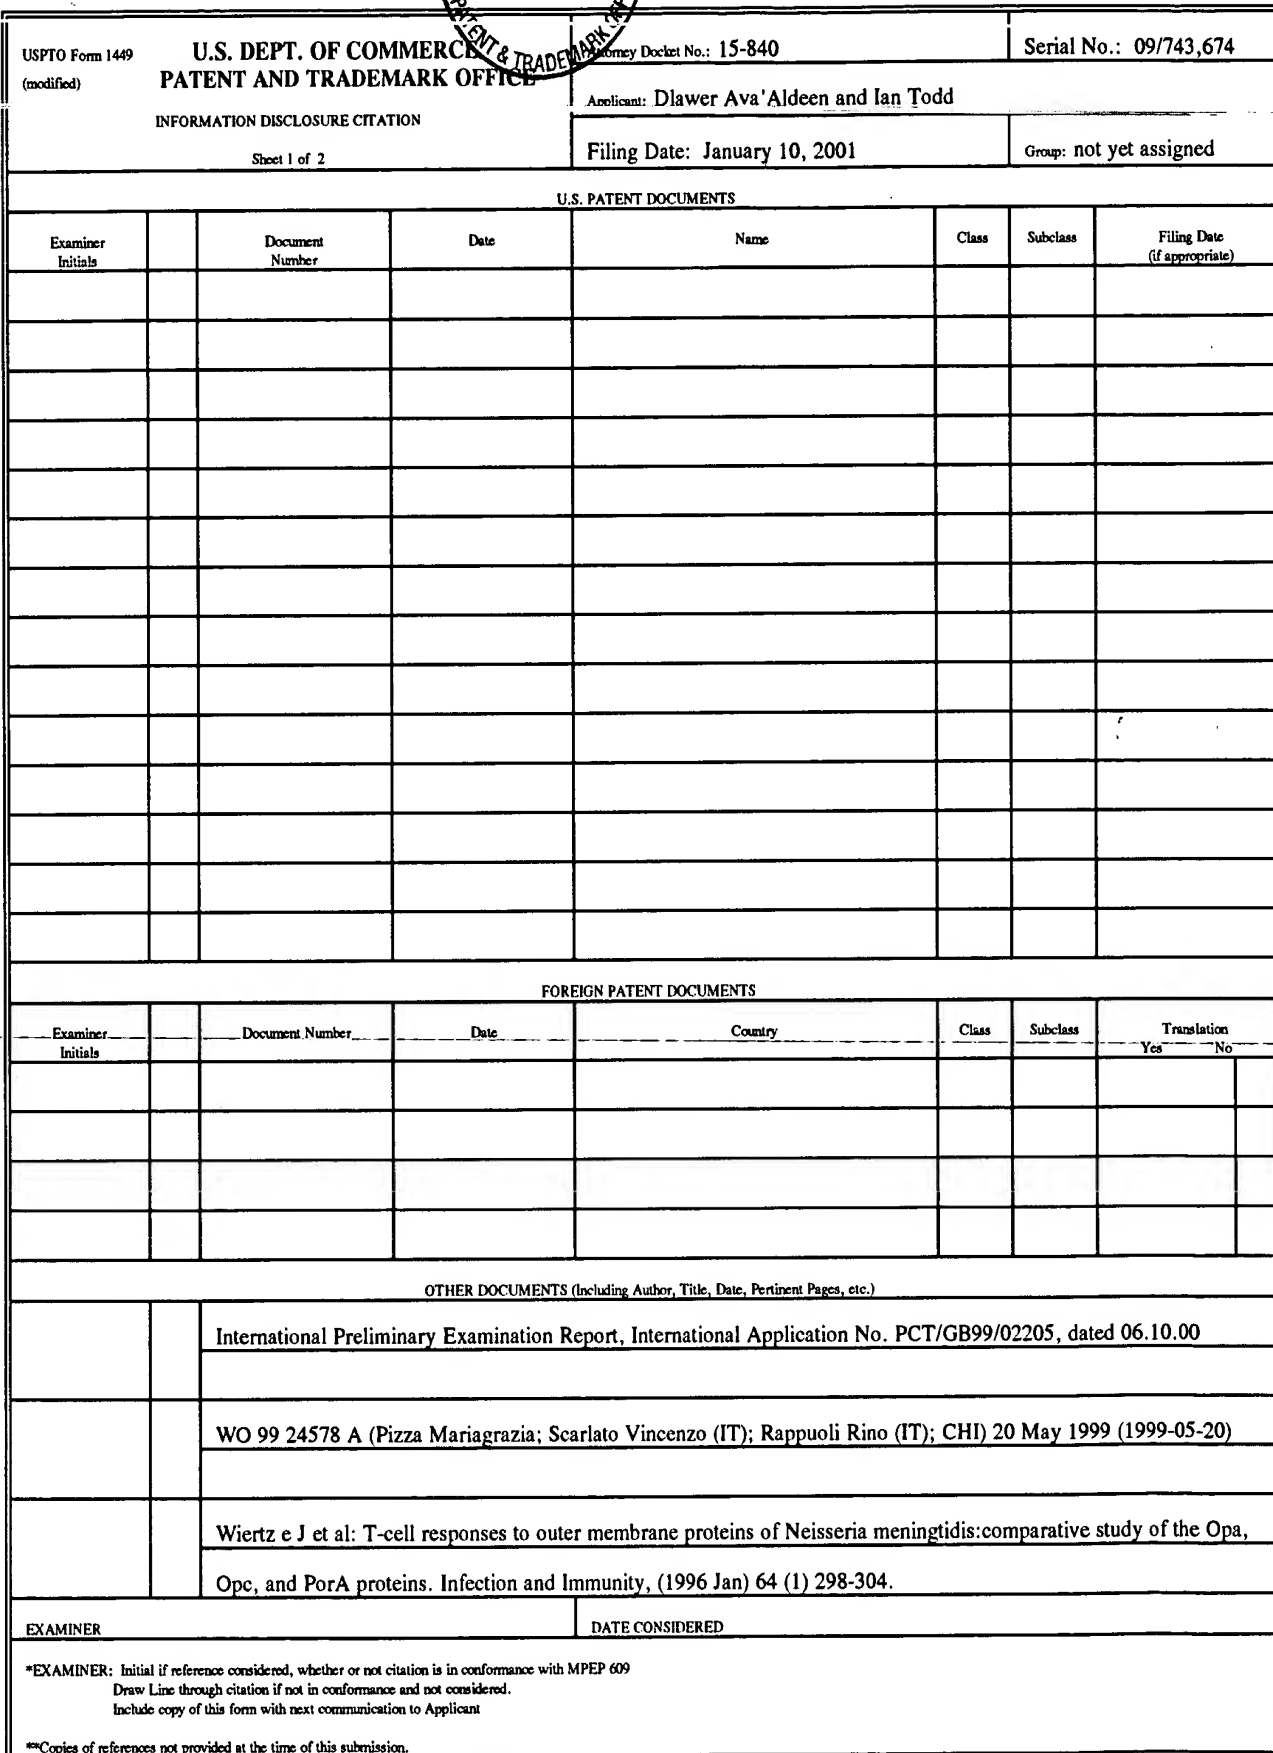 PATENT & TRADEMARK
USPTO Form 1449
(modified)
U.S. DEPT. OF COMMERCE
PATENT AND TRADEMARK OFFICE
INFORMATION DISCLOSURE CITATION
Sheet 1 of 2
Docket No.: 15-840
Serial No.: 09/743,674
Applicant: Dlawer Ava'Aldeen and Ian Todd
Filing Date: January 10, 2001
Group: not yet assigned
U.S. PATENT DOCUMENTS
Examiner
Initials
Document
Number
Date
Name
Class
Subclass
Filing Date
(if appropriate)
FOREIGN PATENT DOCUMENTS
Examiner
Initials
Document Number
Date
Country
Class
Subclass
Translation
Yes No
OTHER DOCUMENTS (Including Author, Title, Date, Pertinent Pages, etc.)
International Preliminary Examination Report, International Application No. PCT/GB99/02205, dated 06.10.00
WO 99 24578 A (Pizza Mariagrazia; Scarlato Vincenzo (IT); Rappuoli Rino (IT); CHI) 20 May 1999 (1999-05-20)
Wiertz e J et al: T-cell responses to outer membrane proteins of Neisseria meningtidis:comparative study of the Opa,
Opc, and PorA proteins. Infection and Immunity, (1996 Jan) 64 (1) 298-304.
EXAMINER
DATE CONSIDERED
*EXAMINER: Initial if reference considered, whether or not citation is in conformance with MPEP 609
Draw Line through citation if not in conformance and not considered.
Include copy of this form with next communication to Applicant
**Copies of references not provided at the time of this submission.